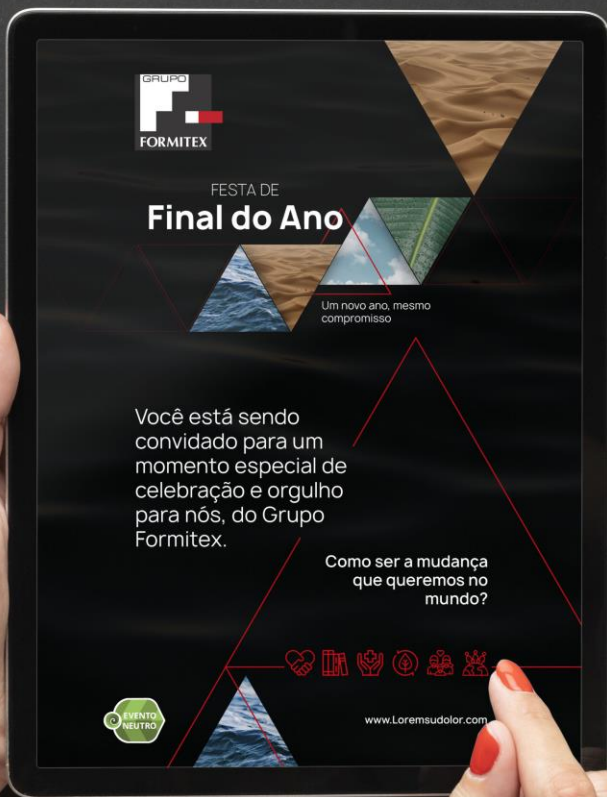 GRUPO
FORMITEX
FESTA DE
Final do Ano
Um novo ano, mesmo
compromisso
Você está sendo
convidado para um
momento especial de
celebração e orgulho
para nós, do Grupo
Formitex.
Como ser a mudança
que queremos no
mundo?
EVENTO
NEUTRO
www.Loremsudolor.com